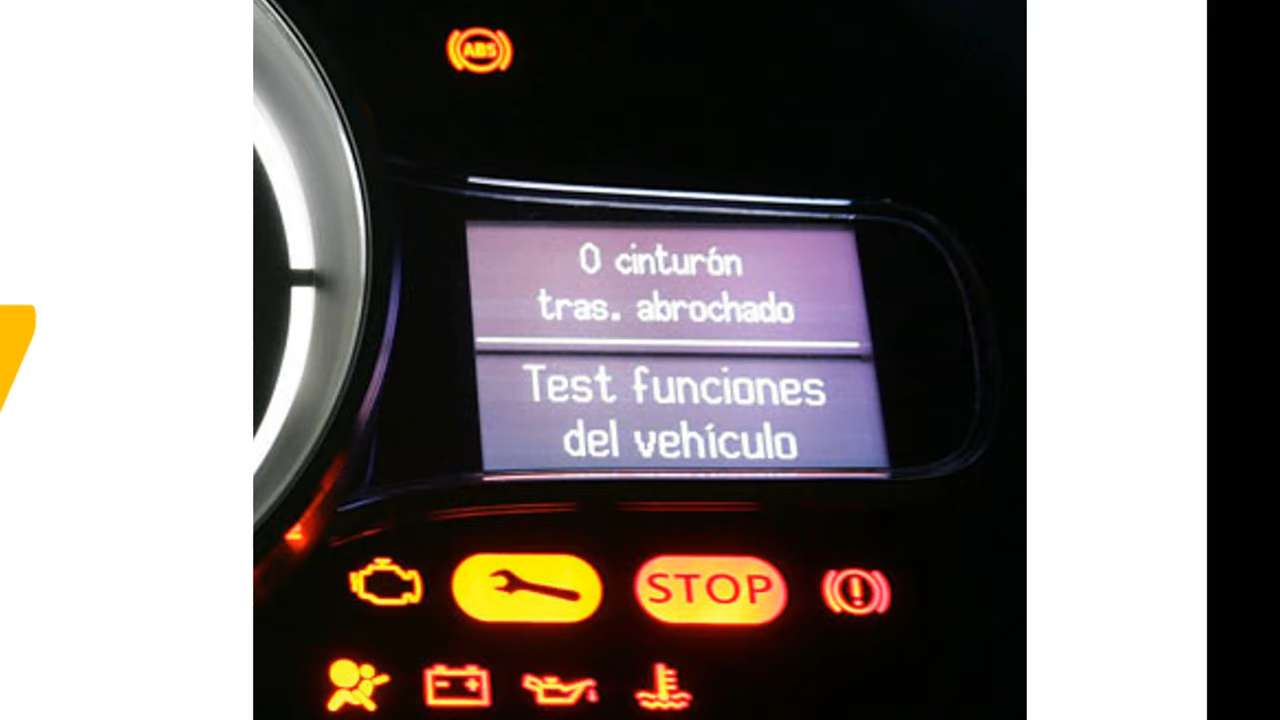 ABS
0 cinturón
tras. abrochado
Test funciones
del vehículo
STOP